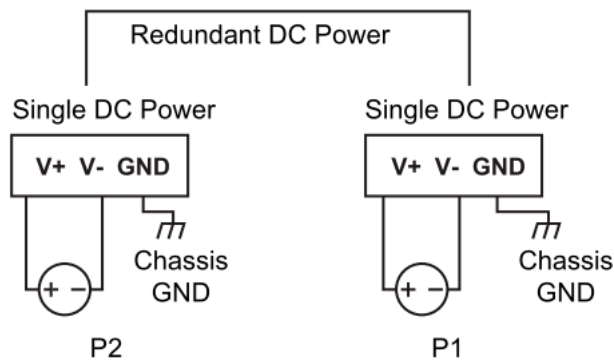 Redundant DC Power
Single DC Power
Single DC Power
V+ V- GND
V+ V- GND
+ −
+ −
Chassis
GND
Chassis
GND
P2
P1